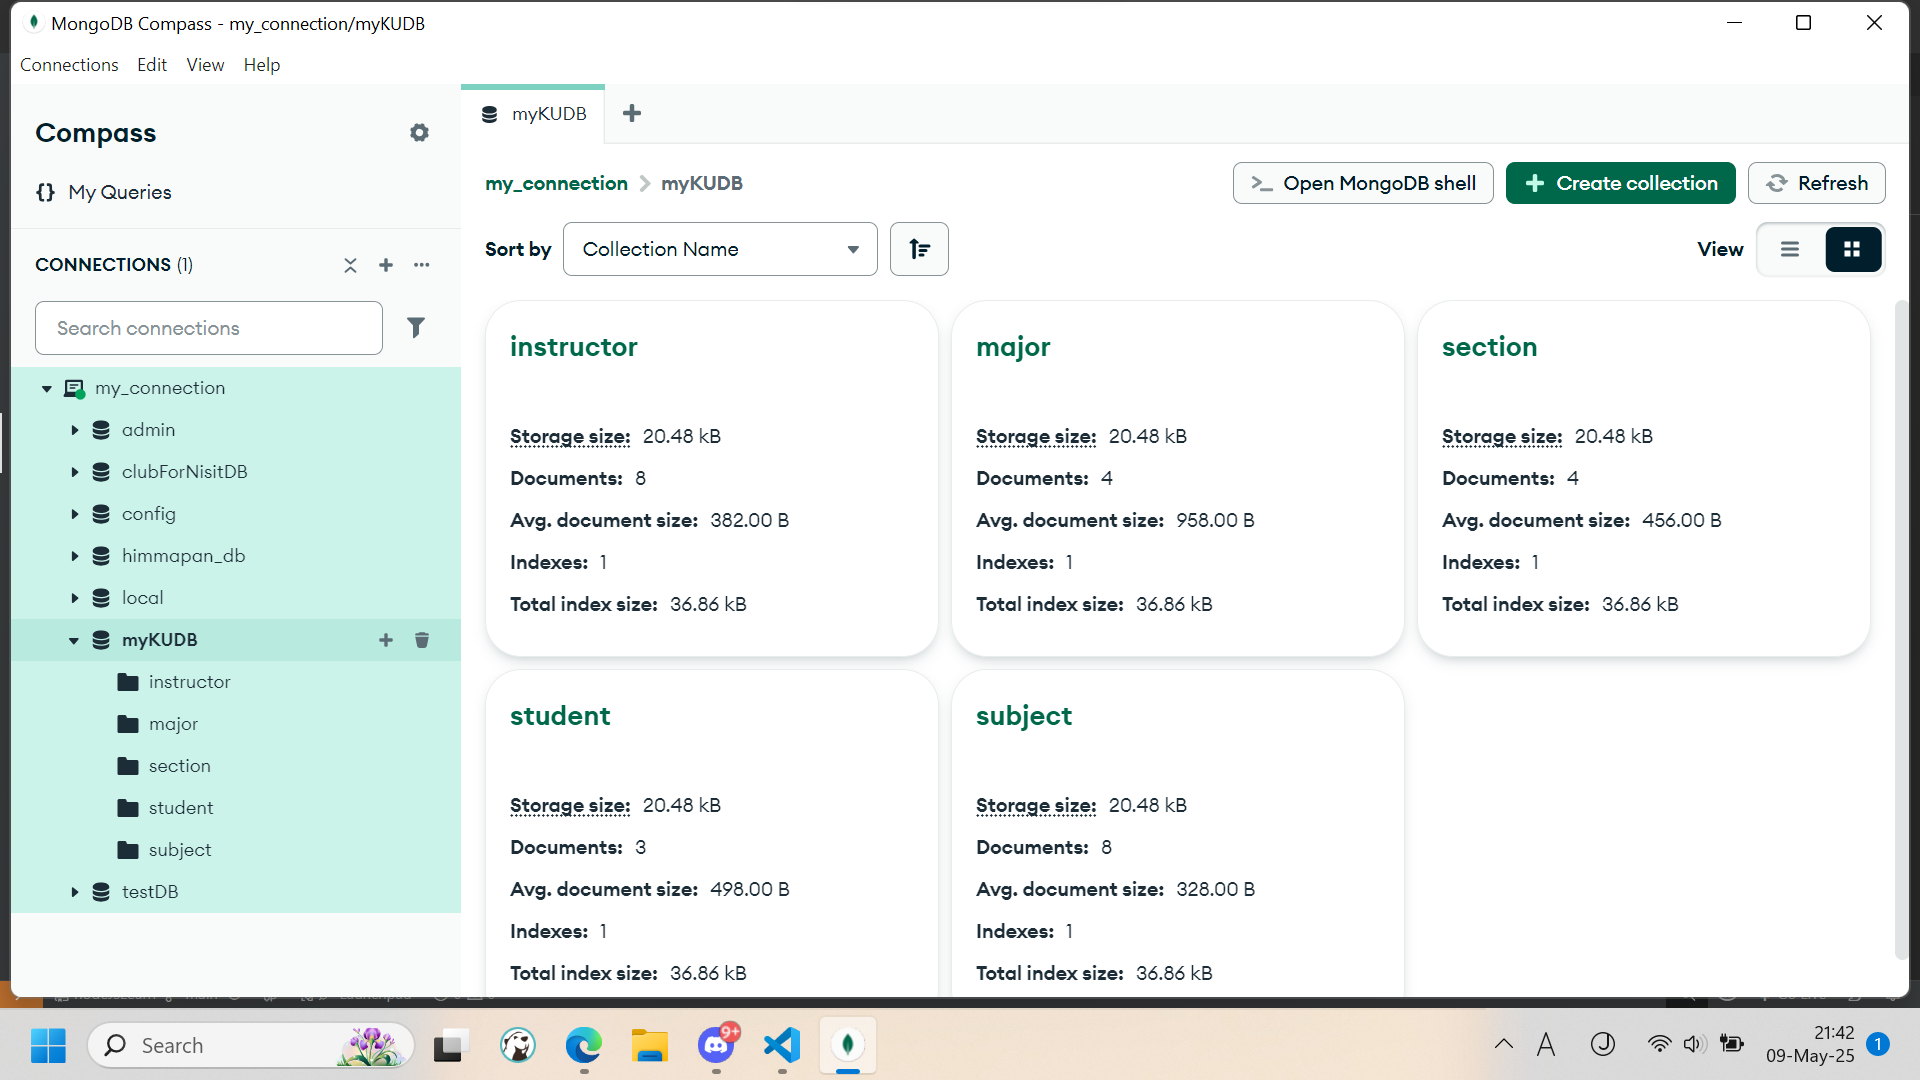 MongoDB Compass - my_connection/myKUDB
Connections Edit View Help
Compass
My Queries
CONNECTIONS (1)
Search connections
my_connection
admin
clubForNisitDB
config
himmapan_db
local
myKUDB
instructor
major
section
student
subject
testDB
myKUDB
my_connection > myKUDB
>_ Open MongoDB shell
+ Create collection
Refresh
Sort by Collection Name
View
instructor
Storage size: 20.48 kB
Documents: 8
Avg. document size: 382.00 B
Indexes: 1
Total index size: 36.86 kB
major
Storage size: 20.48 kB
Documents: 4
Avg. document size: 958.00 B
Indexes: 1
Total index size: 36.86 kB
section
Storage size: 20.48 kB
Documents: 4
Avg. document size: 456.00 B
Indexes: 1
Total index size: 36.86 kB
student
Storage size: 20.48 kB
Documents: 3
Avg. document size: 498.00 B
Indexes: 1
Total index size: 36.86 kB
subject
Storage size: 20.48 kB
Documents: 8
Avg. document size: 328.00 B
Indexes: 1
Total index size: 36.86 kB
Search
9+
A
21:42
09-May-25
1